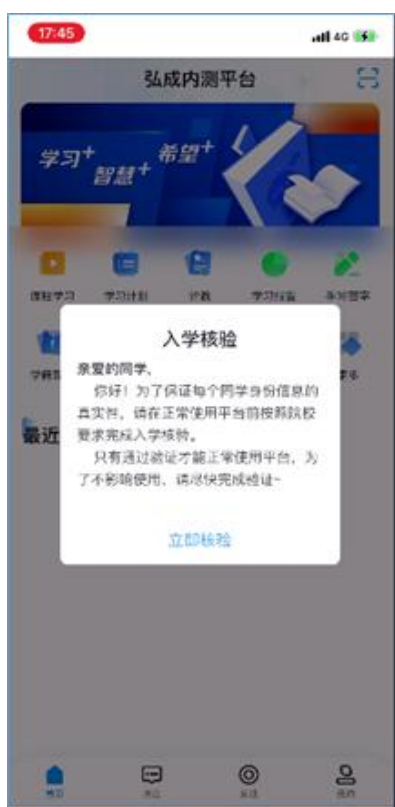 17:45
4G
弘成内测平台
学习+
智慧+
希望+
课程学习
学习计划
学习报告
入学核验
亲爱的同学、
你好！为了保证每个同学身份信息的
真实性，请在正常使用平台前按照院校
要求完成入学核验。
只有通过验证才能正常使用平台，为
了不影响使用，请尽快完成验证~
最近
立即核验